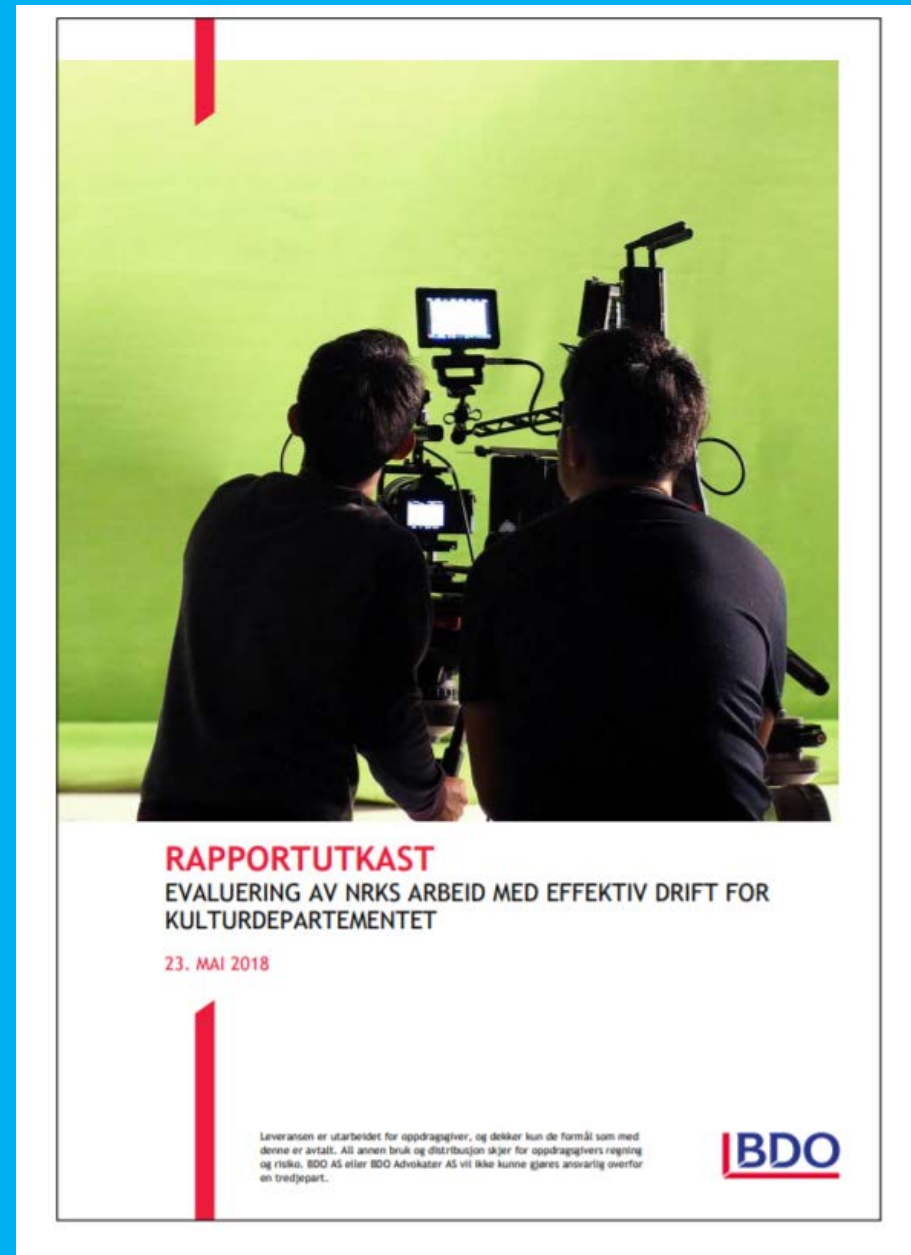 RAPPORTUTKAST
EVALUERING AV NRKS ARBEID MED EFFEKTIV DRIFT FOR
KULTURDEPARTEMENTET
23. MAI 2018
Leveransen er utarbeidet for oppdragsgiver, og dekker kun de formål som med
denne er avtalt. All annen bruk og distribusjon skjer for oppdragsgivers regning
og risiko. BDO AS eller BDO Advokater AS vil ikke kunne gjøres ansvarlig overfor
en tredjepart.
BDO